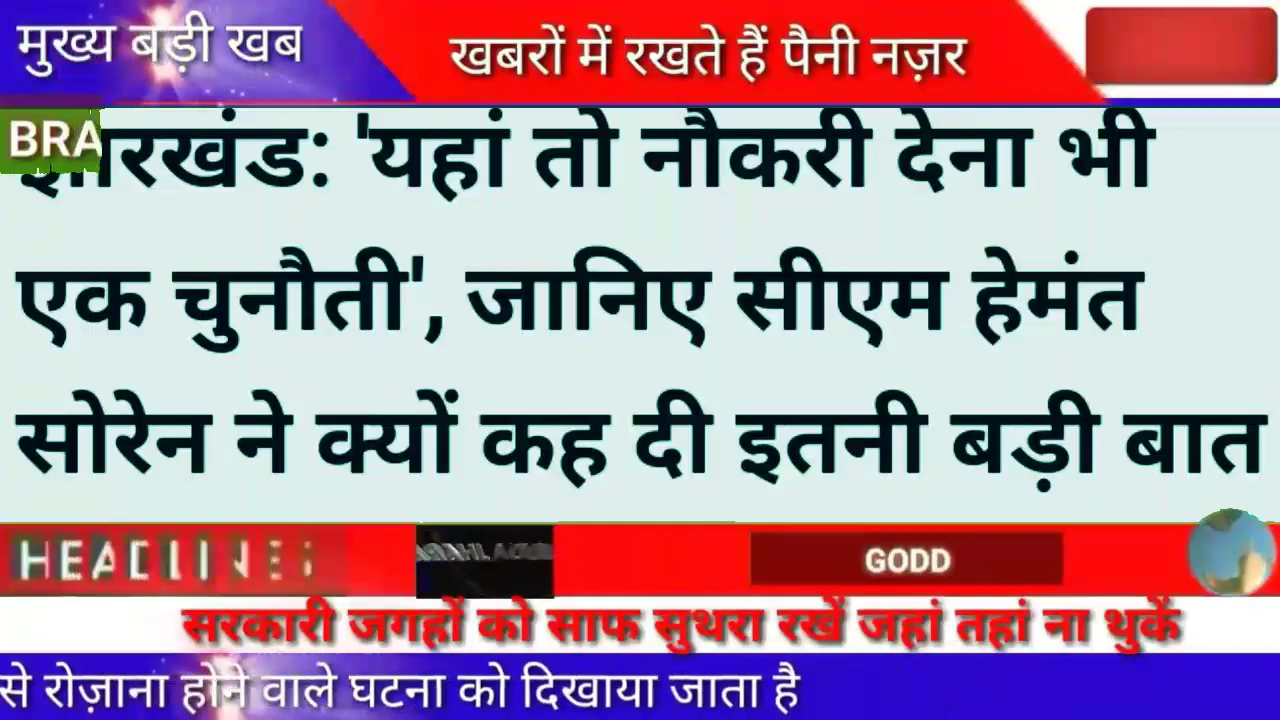 मुख्य बड़ी खब
खबरों में रखते हैं पैनी नज़र
BRA
झारखंड: 'यहां तो नौकरी देना भी
एक चुनौती', जानिए सीएम हेमंत
सोरेन ने क्यों कह दी इतनी बड़ी बात
HEADLINES
GODD
सरकारी जगहों को साफ सुथरा रखें जहां तहां ना थुकें
से रोज़ाना होने वाले घटना को दिखाया जाता है